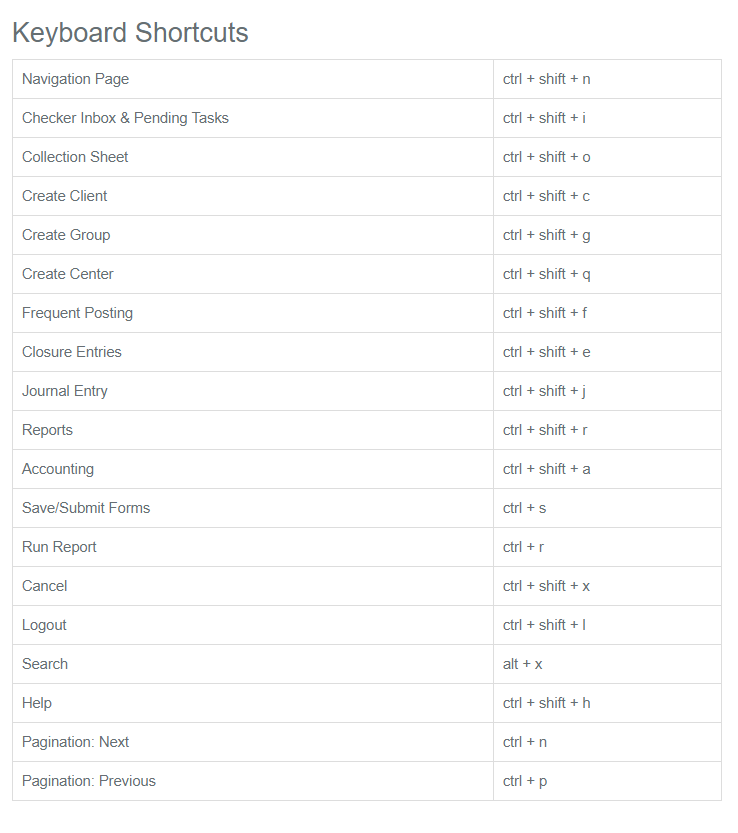 Keyboard Shortcuts
Navigation Page ctrl + shift + n
Checker Inbox & Pending Tasks ctrl + shift + i
Collection Sheet ctrl + shift + o
Create Client ctrl + shift + c
Create Group ctrl + shift + g
Create Center ctrl + shift + q
Frequent Posting ctrl + shift + f
Closure Entries ctrl + shift + e
Journal Entry ctrl + shift + j
Reports ctrl + shift + r
Accounting ctrl + shift + a
Save/Submit Forms ctrl + s
Run Report ctrl + r
Cancel ctrl + shift + x
Logout ctrl + shift + l
Search alt + x
Help ctrl + shift + h
Pagination: Next ctrl + n
Pagination: Previous ctrl + p